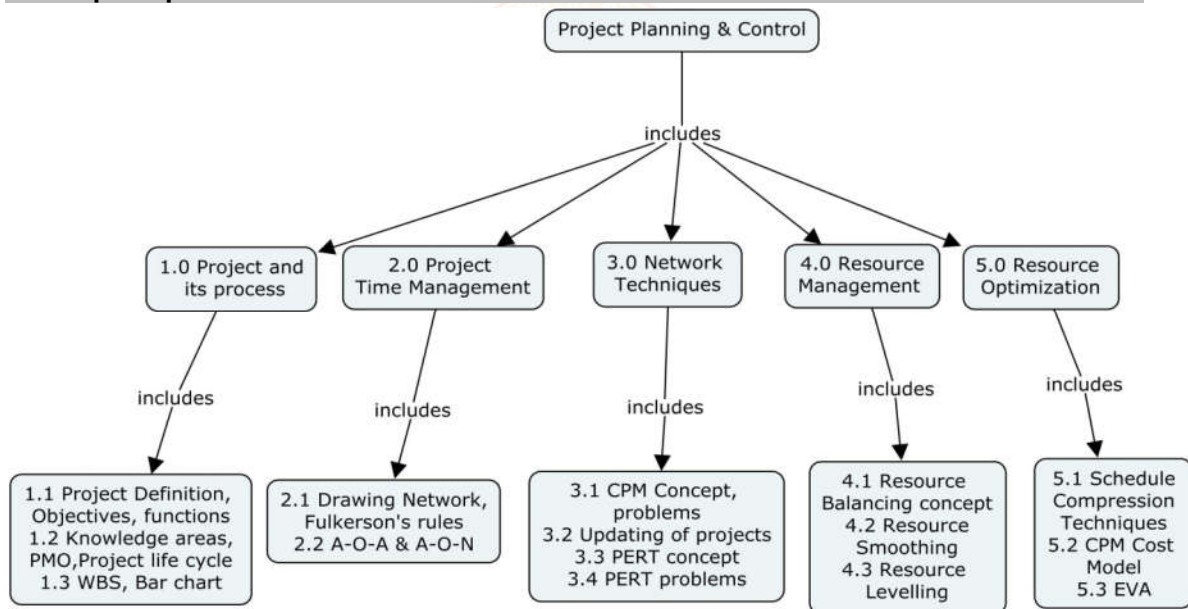 Project Planning & Control
includes
1.0 Project and
its process
2.0 Project
Time Management
3.0 Network
Techniques
4.0 Resource
Management
5.0 Resource
Optimization
includes
includes
includes
includes
includes
1.1 Project Definition,
Objectives, functions
1.2 Knowledge areas,
PMO,Project life cycle
1.3 WBS, Bar chart
2.1 Drawing Network,
Fulkerson's rules
2.2 A-O-A & A-O-N
3.1 CPM Concept,
problems
3.2 Updating of projects
3.3 PERT concept
3.4 PERT problems
4.1 Resource
Balancing concept
4.2 Resource
Smoothing
4.3 Resource
Levelling
5.1 Schedule
Compression
Techniques
5.2 CPM Cost
Model
5.3 EVA